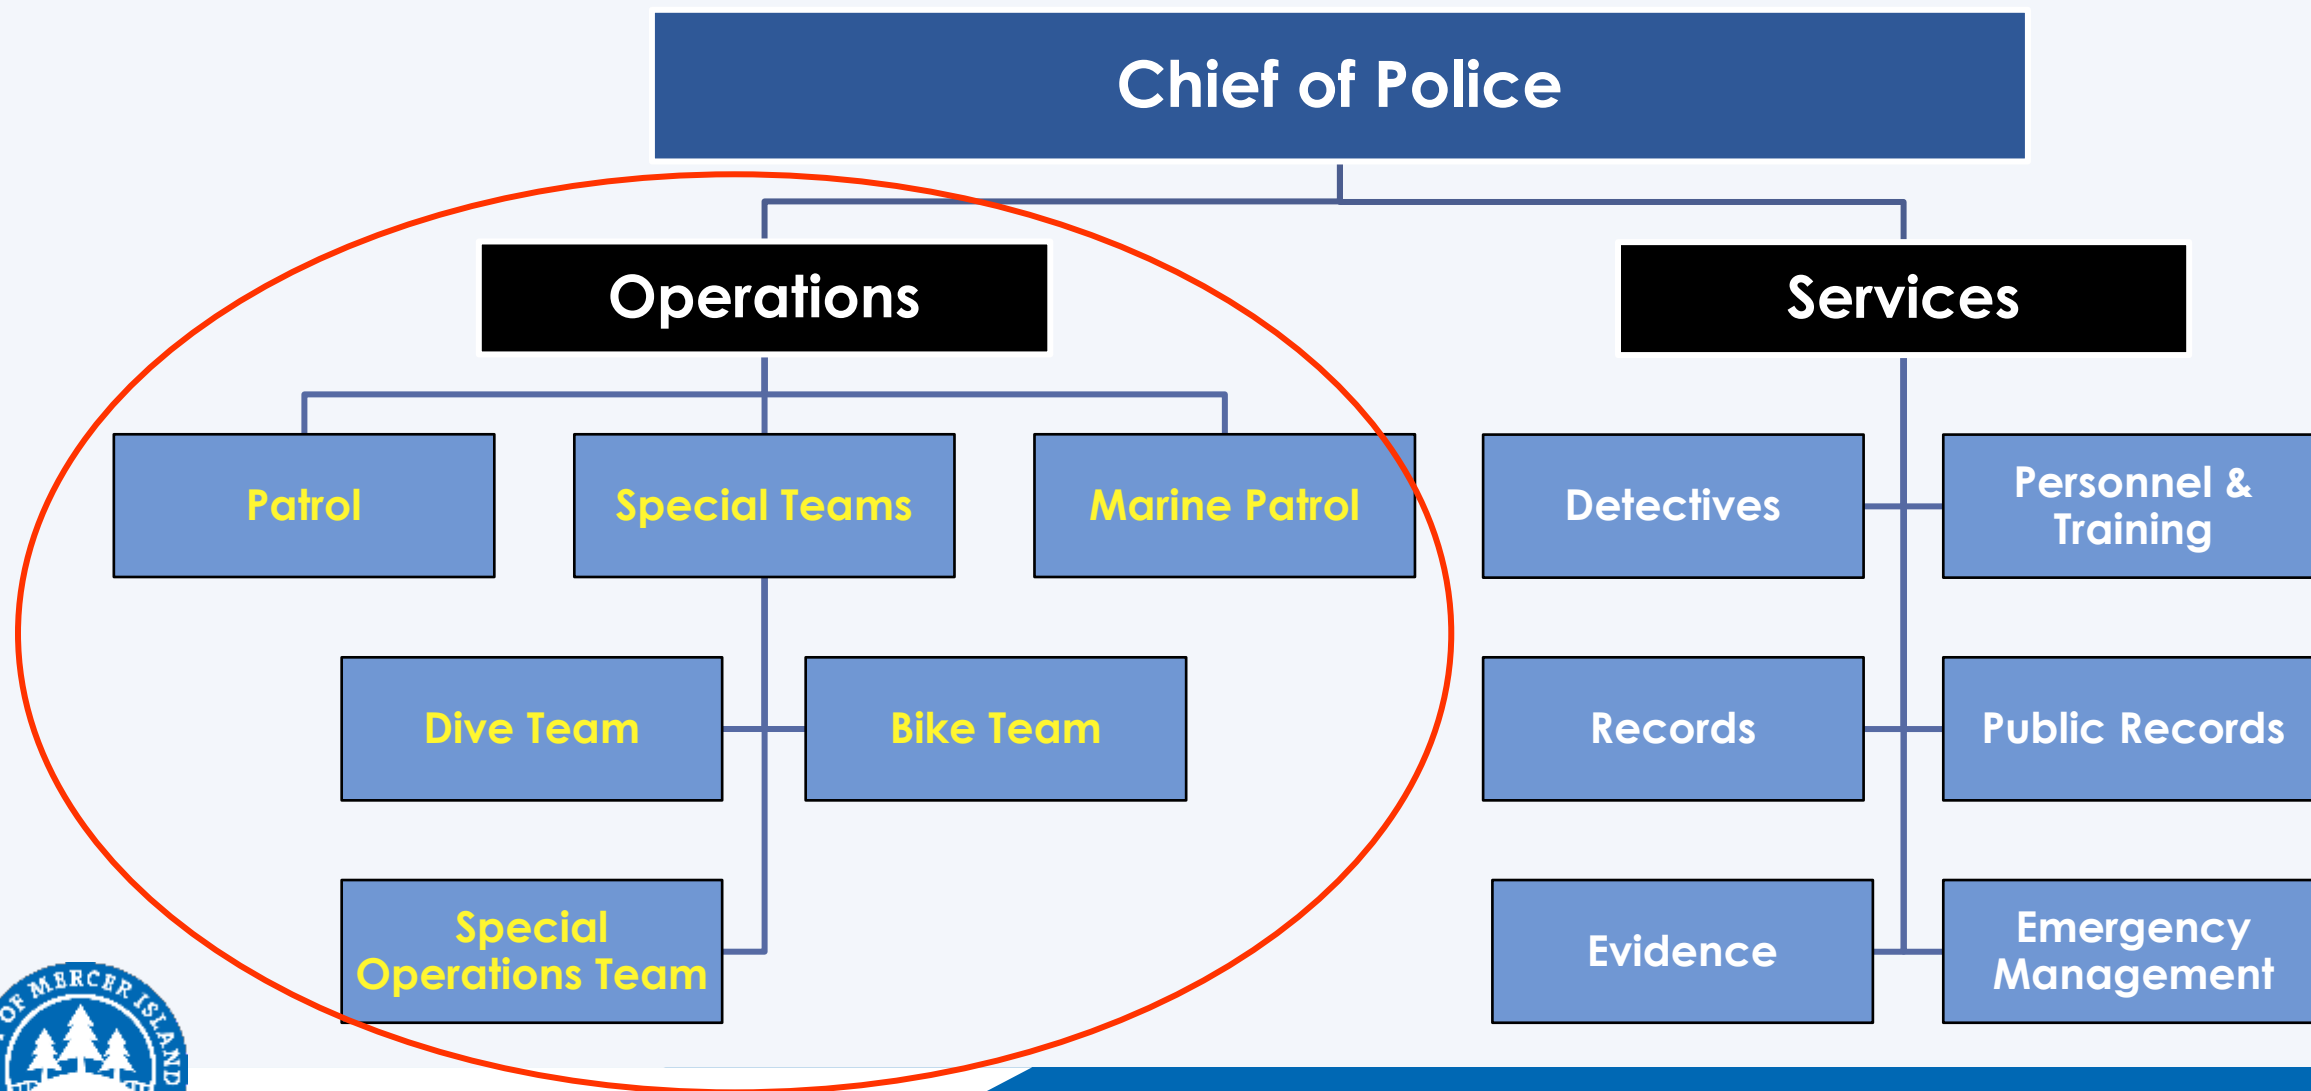 Chief of Police
Operations
Services
Patrol
Special Teams
Marine Patrol
Detectives
Personnel &
Training
Dive Team
Bike Team
Records
Public Records
Special
Operations Team
Evidence
Emergency
Management
OF MERCER ISLAND